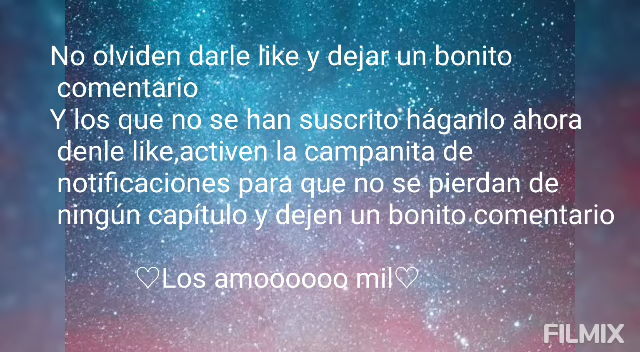 No olviden darle like y dejar un bonito
comentario
Y los que no se han suscrito háganlo ahora
denle like,activen la campanita de
notificaciones para que no se pierdan de
ningún capítulo y dejen un bonito comentario
♡Los amoooooo mil♡
FILMIX